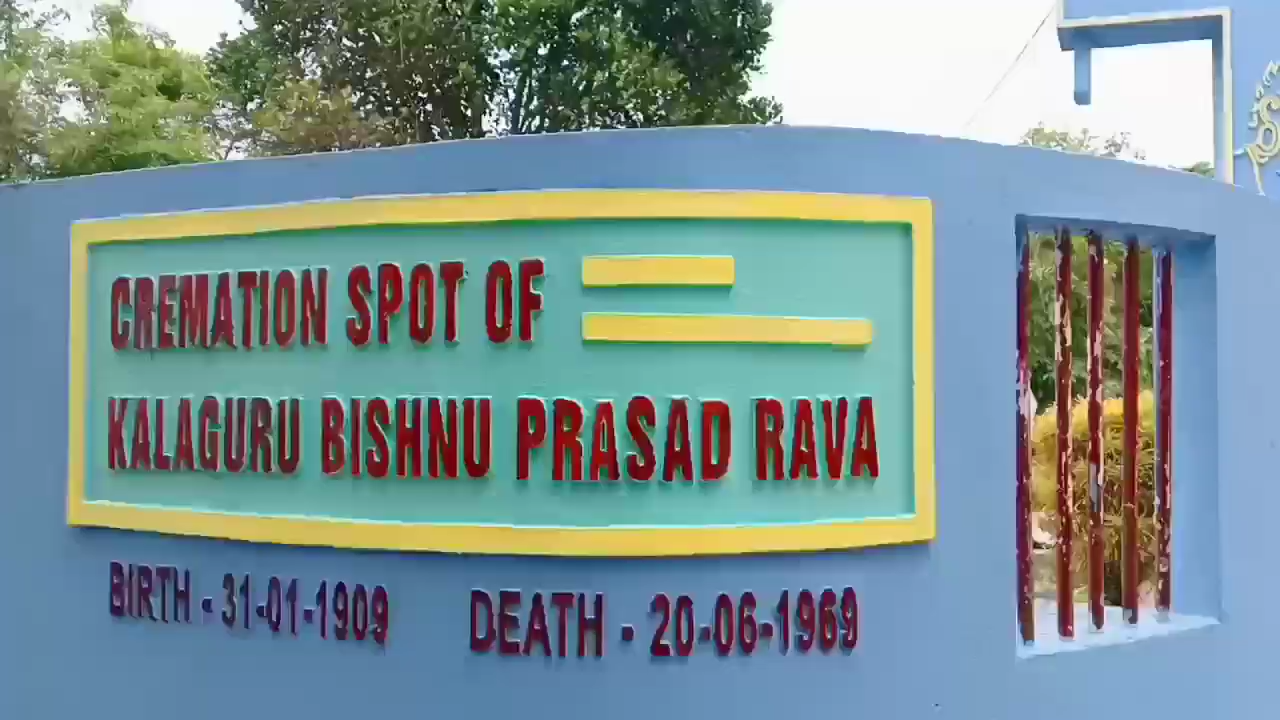 CREMATION SPOT OF
KALAGURU BISHNU PRASAD RAVA
BIRTH - 31-01-1909 DEATH - 20-06-1969